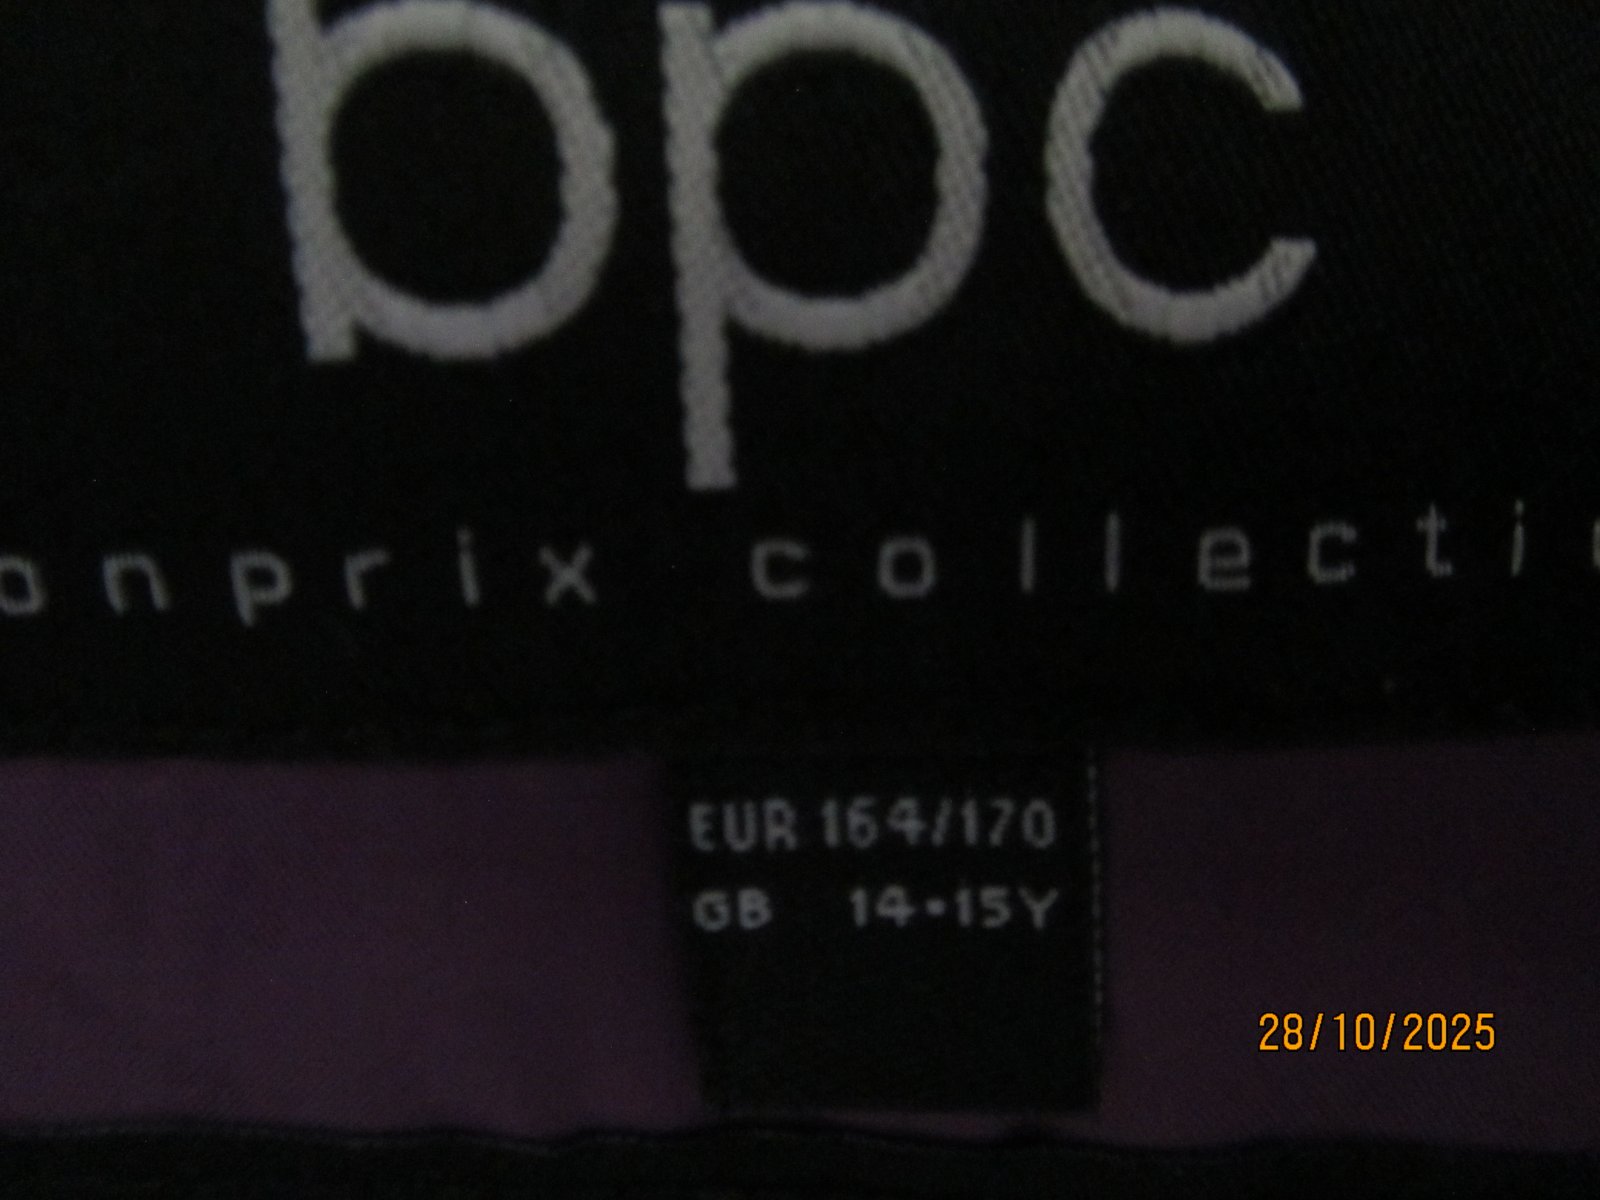 bpc
onprix collecti
EUR 164/170
GB 14-15Y
28/10/2025